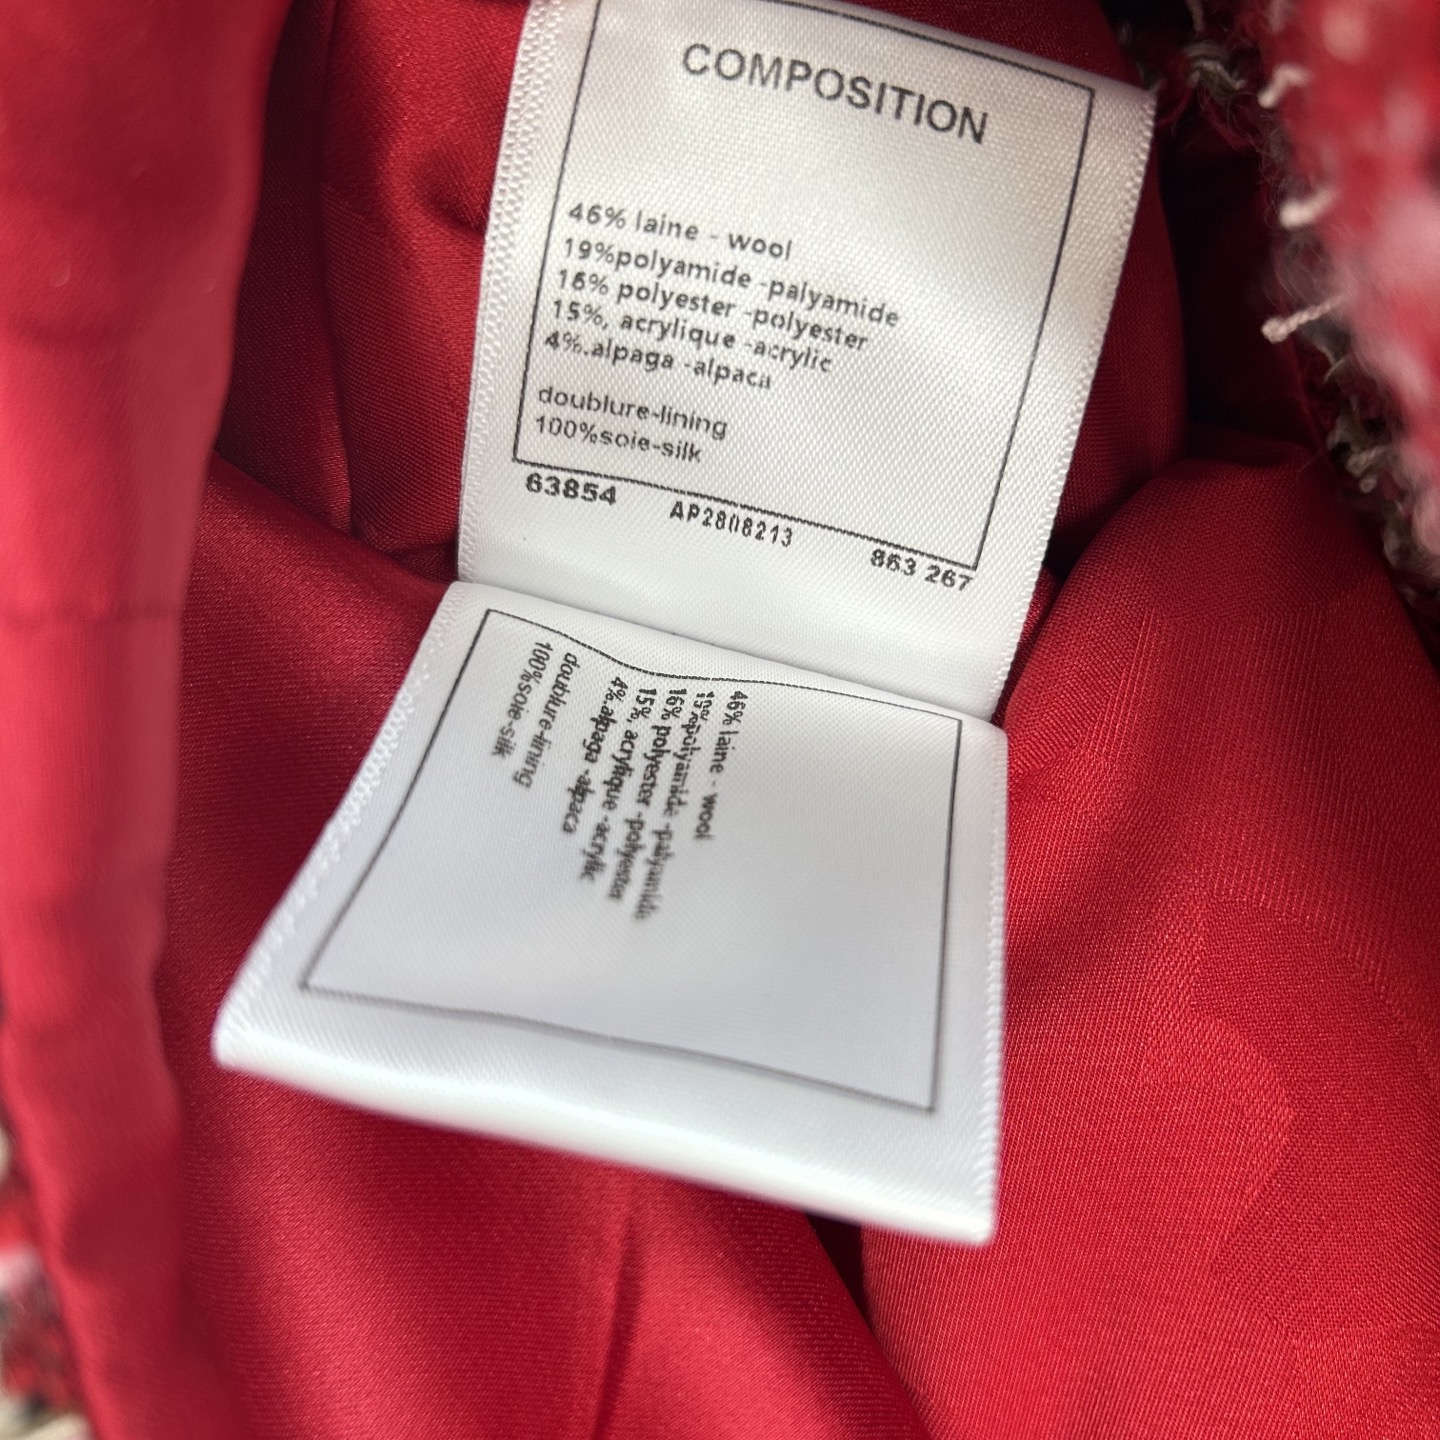 COMPOSITION
46% laine - wool
19%polyamide -palyamide
16% polyester -polyester
15%, acrylique -acrylic
4%.alpaga -alpaca
doublure-lining
100%soie-silk
63854 AP2808213 863 267
46% laine - wool
19%polyamide -palyamide
16% polyester -polyester
15%, acrylique -acrylic
4%.alpaga -alpaca
doublure-lining
100%soie-silk